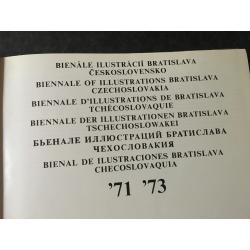 BIENÁLE ILUSTRÁCIÍ BRATISLAVA
ČESKOSLOVENSKO
BIENNALE OF ILLUSTRATIONS BRATISLAVA
CZECHOSLOVAKIA
BIENNALE D'ILLUSTRATIONS DE BRATISLAVA
TCHÉCOSLOVAQUIE
BIENNALE DER ILLUSTRATIONEN BRATISLAVA
TSCHECHOSLOWAKEI
БЬЕНАЛЕ ИЛЛЮСТРАЦИЙ БРАТИСЛАВА
ЧЕХОСЛОВАКИЯ
BIENAL DE ILUSTRACIONES BRATISLAVA
CHECOSLOVAQUIA
'71 '73